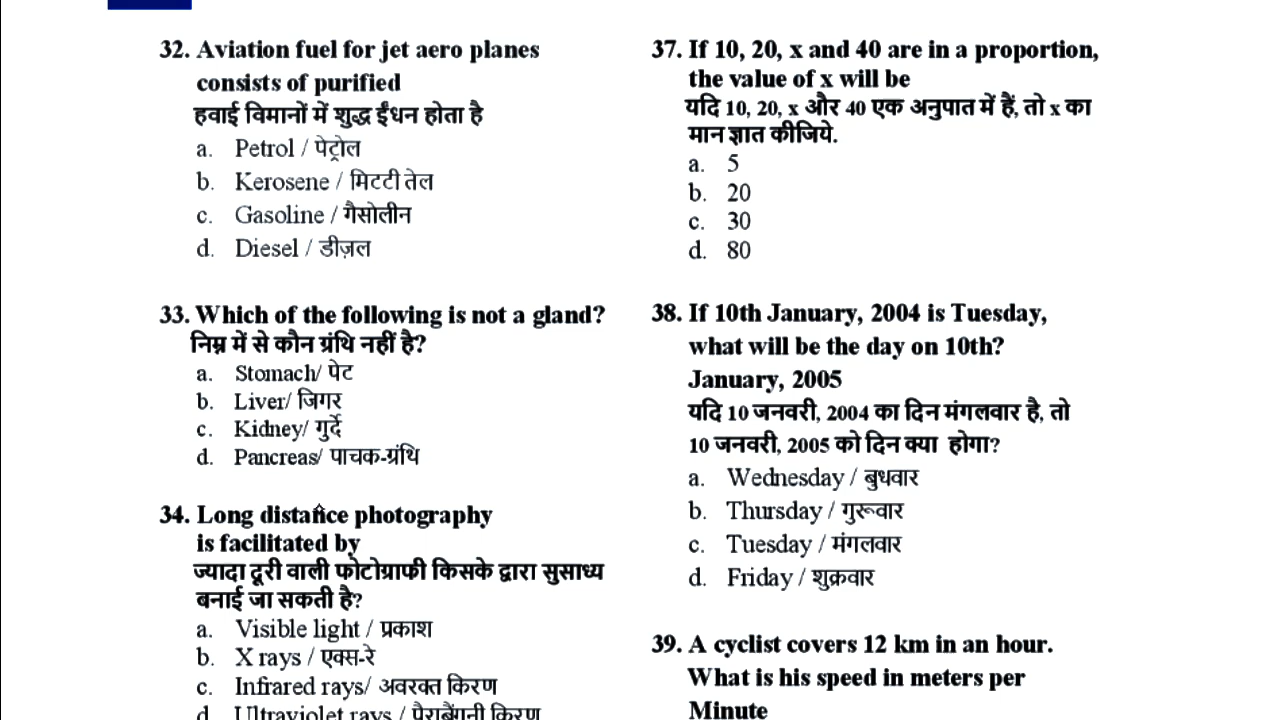 32. Aviation fuel for jet aero planes
consists of purified
हवाई विमानों में शुद्ध ईंधन होता है
a. Petrol / पेट्रोल
b. Kerosene / मिटटी तेल
c. Gasoline / गैसोलीन
d. Diesel / डीज़ल
33. Which of the following is not a gland?
निम्न में से कौन ग्रंथि नहीं है?
a. Stomach/ पेट
b. Liver/ जिगर
c. Kidney/ गुर्दे
d. Pancreas/ पाचक-ग्रंथि
34. Long distance photography
is facilitated by
ज्यादा दूरी वाली फोटोग्राफी किसके द्वारा सुसाध्य
बनाई जा सकती है?
a. Visible light / प्रकाश
b. X rays / एक्स-रे
c. Infrared rays/ अवरक्त किरण
d. Ultraviolet rays / पैराबैंगनी किरण
37. If 10, 20, x and 40 are in a proportion,
the value of x will be
यदि 10, 20, x और 40 एक अनुपात में हैं, तो x का
मान ज्ञात कीजिये.
a. 5
b. 20
c. 30
d. 80
38. If 10th January, 2004 is Tuesday,
what will be the day on 10th?
January, 2005
यदि 10 जनवरी, 2004 का दिन मंगलवार है, तो
10 जनवरी, 2005 को दिन क्या होगा?
a. Wednesday / बुधवार
b. Thursday / गुरूवार
c. Tuesday / मंगलवार
d. Friday / शुक्रवार
39. A cyclist covers 12 km in an hour.
What is his speed in meters per
Minute